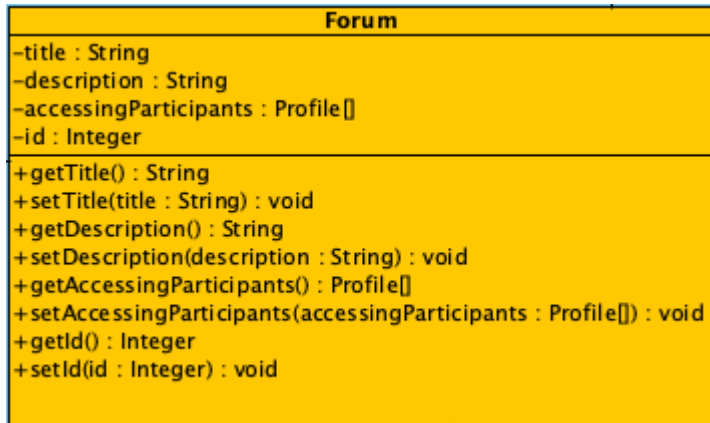 Forum
-title : String
-description : String
-accessingParticipants : Profile[]
-id : Integer
+getTitle() : String
+setTitle(title : String) : void
+getDescription() : String
+setDescription(description : String) : void
+getAccessingParticipants() : Profile[]
+setAccessingParticipants(accessingParticipants : Profile[]) : void
+getId() : Integer
+setId(id : Integer) : void